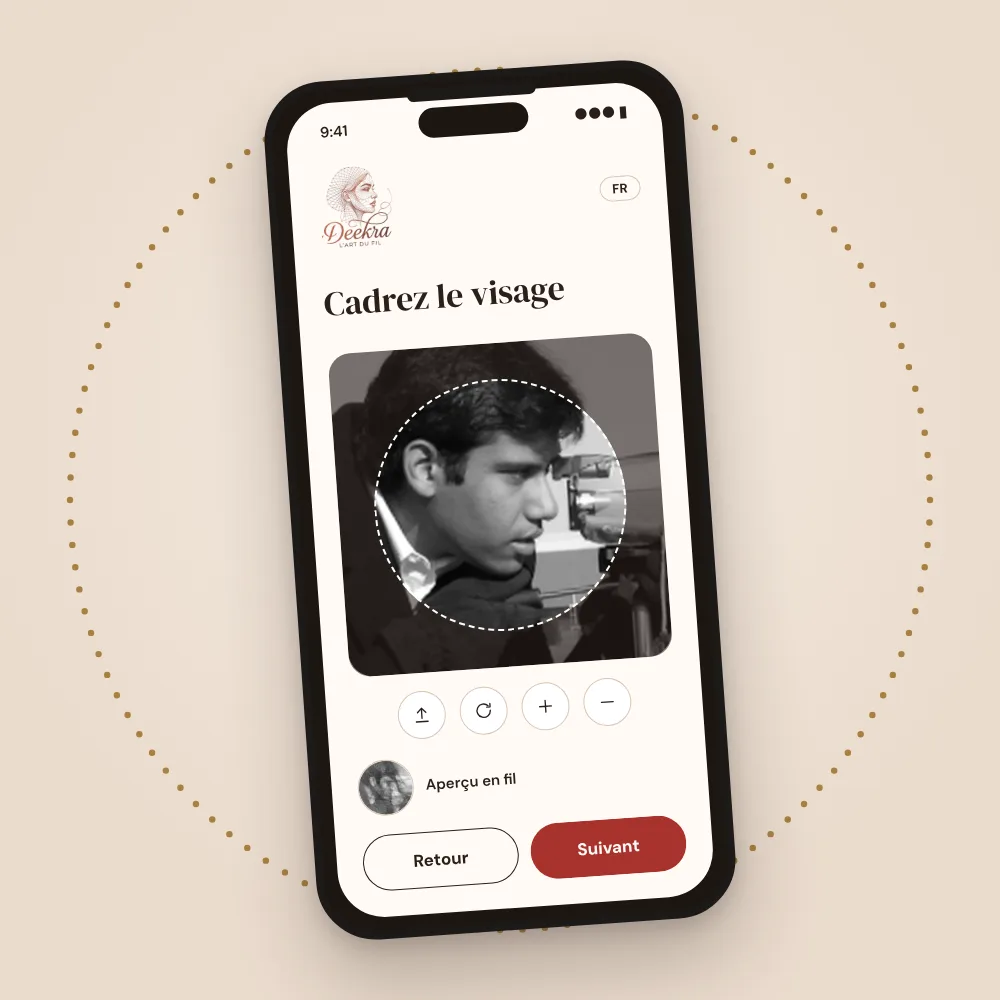 9:41
FR
Deekra
L'ART DU FIL
Cadrez le visage
Aperçu en fil
Retour
Suivant